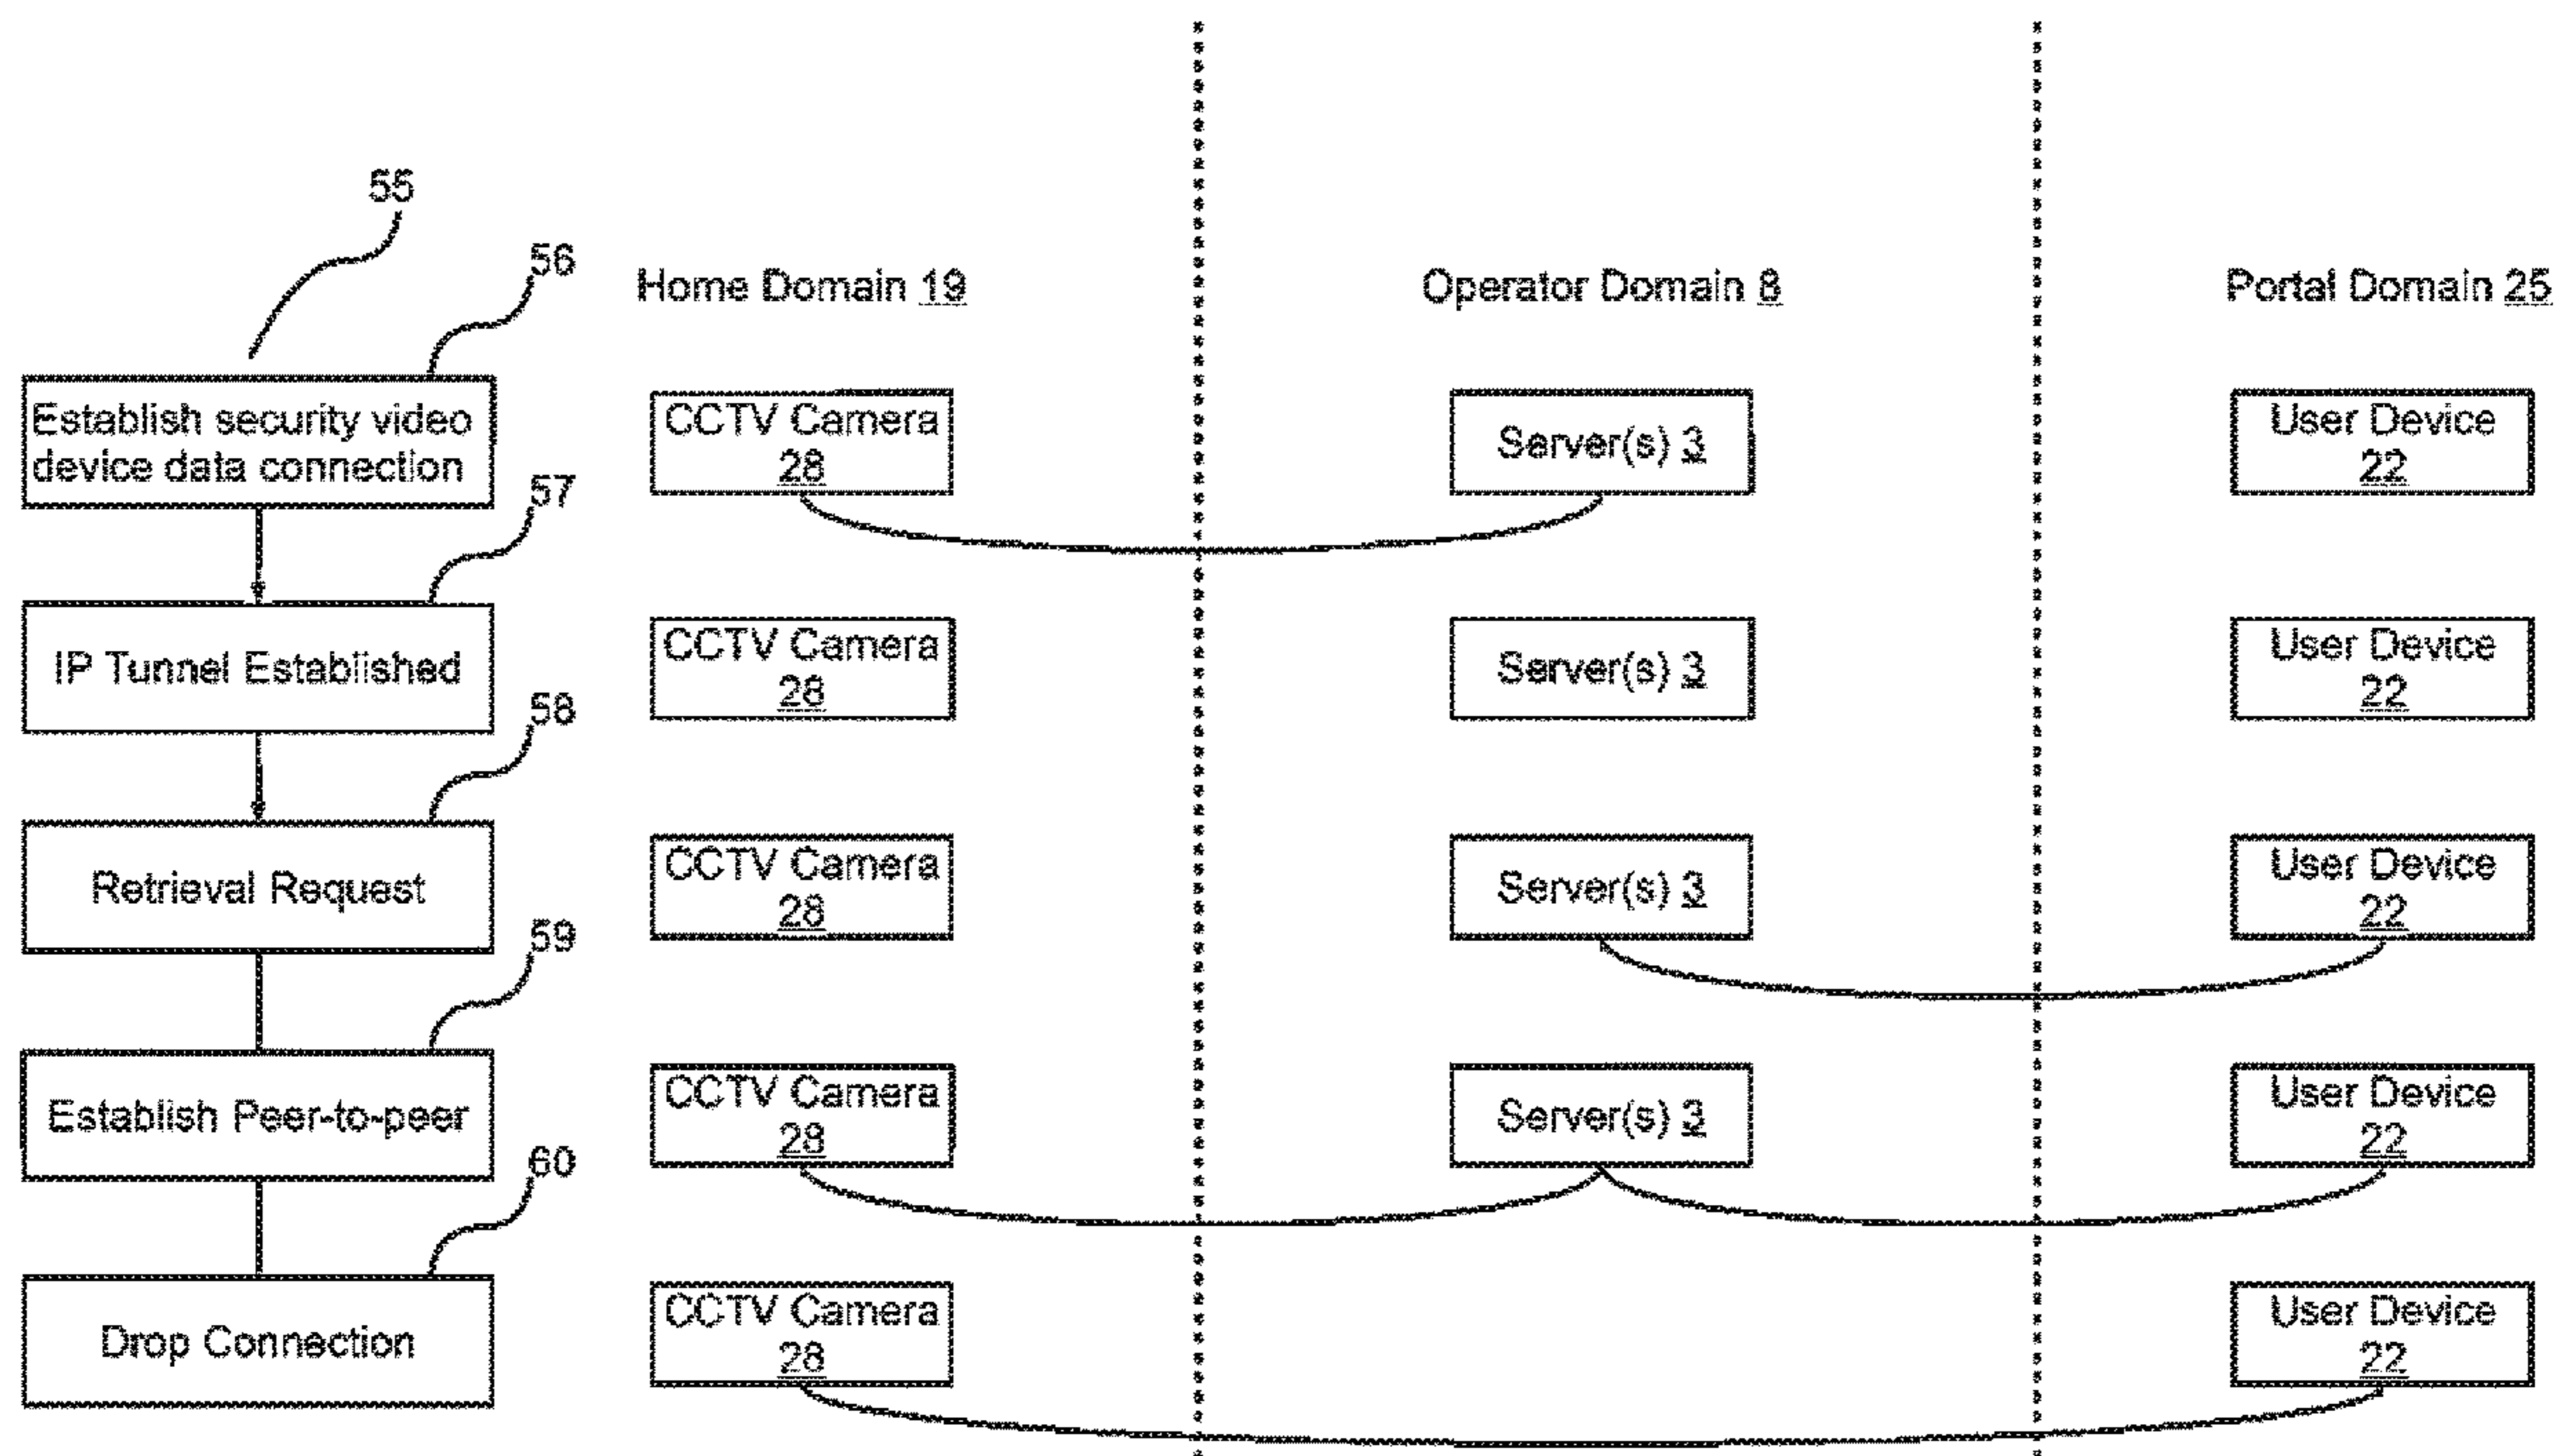 55
56
Home Domain 19
Operator Domain 8
Portal Domain 25
Establish security video
device data connection
CCTV Camera
28
Server(s) 3
User Device
22
57
IP Tunnel Established
CCTV Camera
28
Server(s) 3
User Device
22
58
Retrieval Request
CCTV Camera
28
Server(s) 3
User Device
22
59
Establish Peer-to-peer
CCTV Camera
28
Server(s) 3
User Device
22
60
Drop Connection
CCTV Camera
28
User Device
22